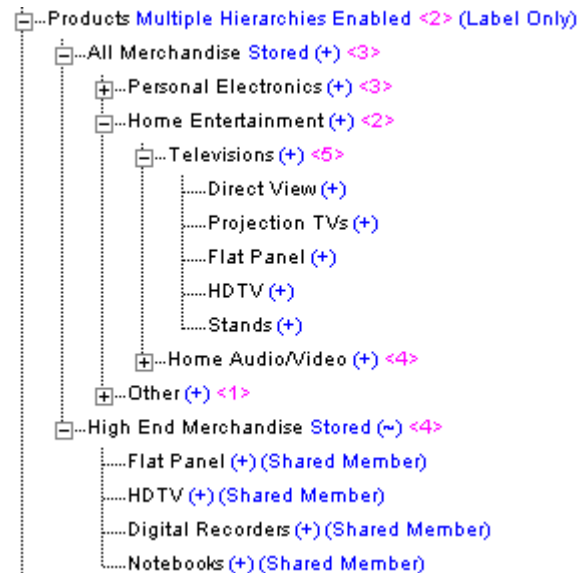 Products Multiple Hierarchies Enabled <2> (Label Only)
All Merchandise Stored (+) <3>
Personal Electronics (+) <3>
Home Entertainment (+) <2>
Televisions (+) <5>
Direct View (+)
Projection TVs (+)
Flat Panel (+)
HDTV (+)
Stands (+)
Home Audio/Video (+) <4>
Other (+) <1>
High End Merchandise Stored (~) <4>
Flat Panel (+) (Shared Member)
HDTV (+) (Shared Member)
Digital Recorders (+) (Shared Member)
Notebooks (+) (Shared Member)